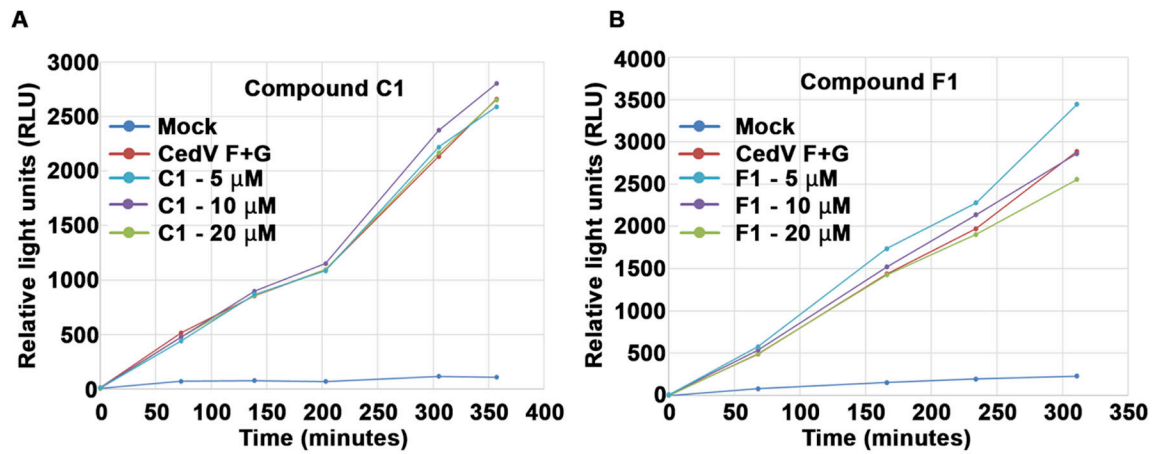 A
Compound C1
Relative light units (RLU)
3000
2500
2000
1500
1000
500
0
Mock
CedV F+G
C1 - 5 μM
C1 - 10 μM
C1 - 20 μM
0 50 100 150 200 250 300 350 400
Time (minutes)
B
Compound F1
Relative light units (RLU)
4000
3500
3000
2500
2000
1500
1000
500
0
Mock
CedV F+G
F1 - 5 μM
F1 - 10 μM
F1 - 20 μM
0 50 100 150 200 250 300 350
Time (minutes)